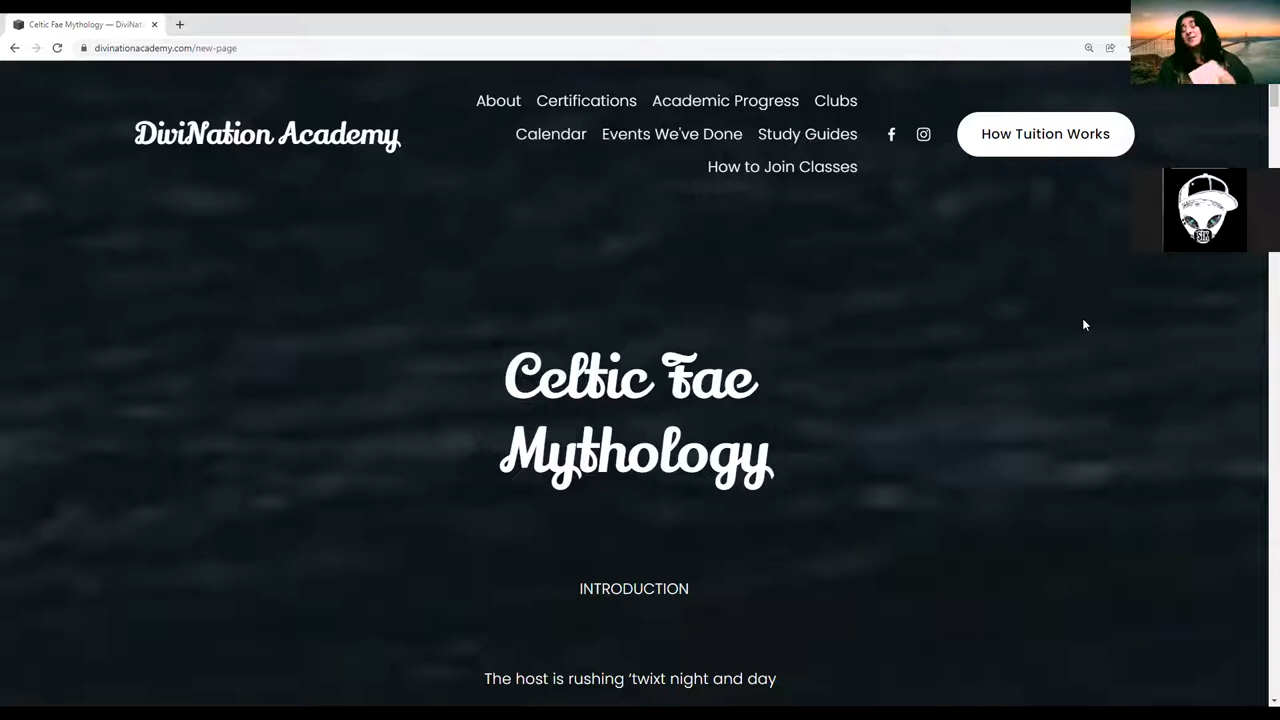 Celtic Fae Mythology — DiviNat
divinationacademy.com/new-page
About Certifications Academic Progress Clubs
DiviNation Academy
Calendar Events We've Done Study Guides
How Tuition Works
How to Join Classes
Celtic Fae
Mythology
INTRODUCTION
The host is rushing ‘twixt night and day